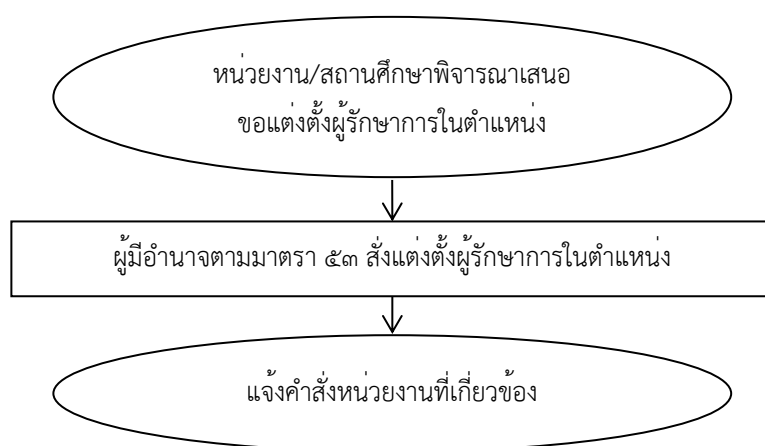 หน่วยงาน/สถานศึกษาพิจารณาเสนอ
ขอแต่งตั้งผู้รักษาการในตำแหน่ง
ผู้มีอำนาจตามมาตรา ๕๓ สั่งแต่งตั้งผู้รักษาการในตำแหน่ง
แจ้งคำสั่งหน่วยงานที่เกี่ยวข้อง